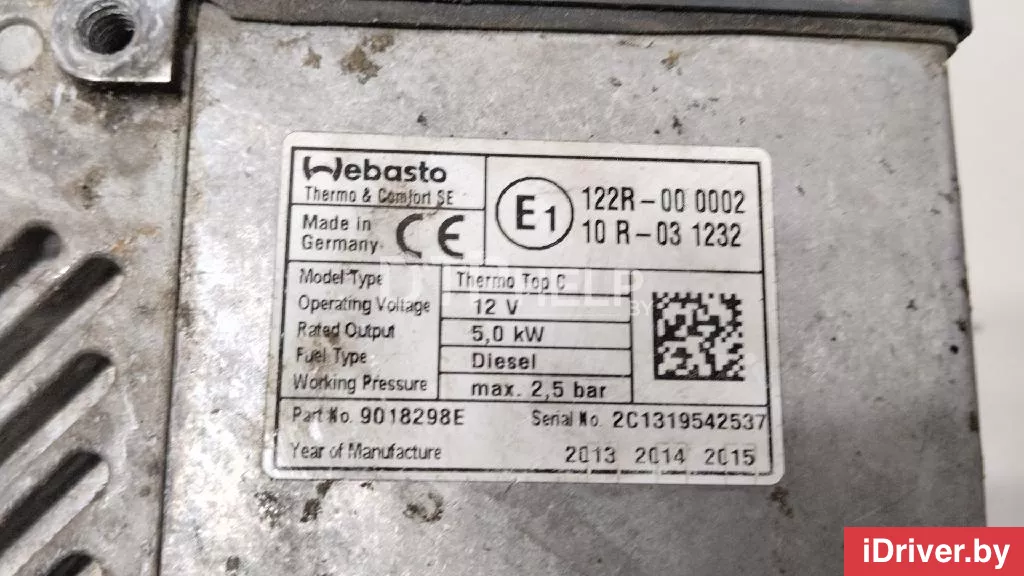 Webasto
Thermo & Comfort SE
Made in
Germany
CE
E1
122R-00 0002
10 R-03 1232
Model Type Thermo Top C
Operating Voltage 12 V
Rated Output 5,0 kW
Fuel Type Diesel
Working Pressure max. 2,5 bar
Part No. 9018298E Serial No. 2C1319542537
Year of Manufacture 2013 2014 2015
HELP
BY
iDriver.by